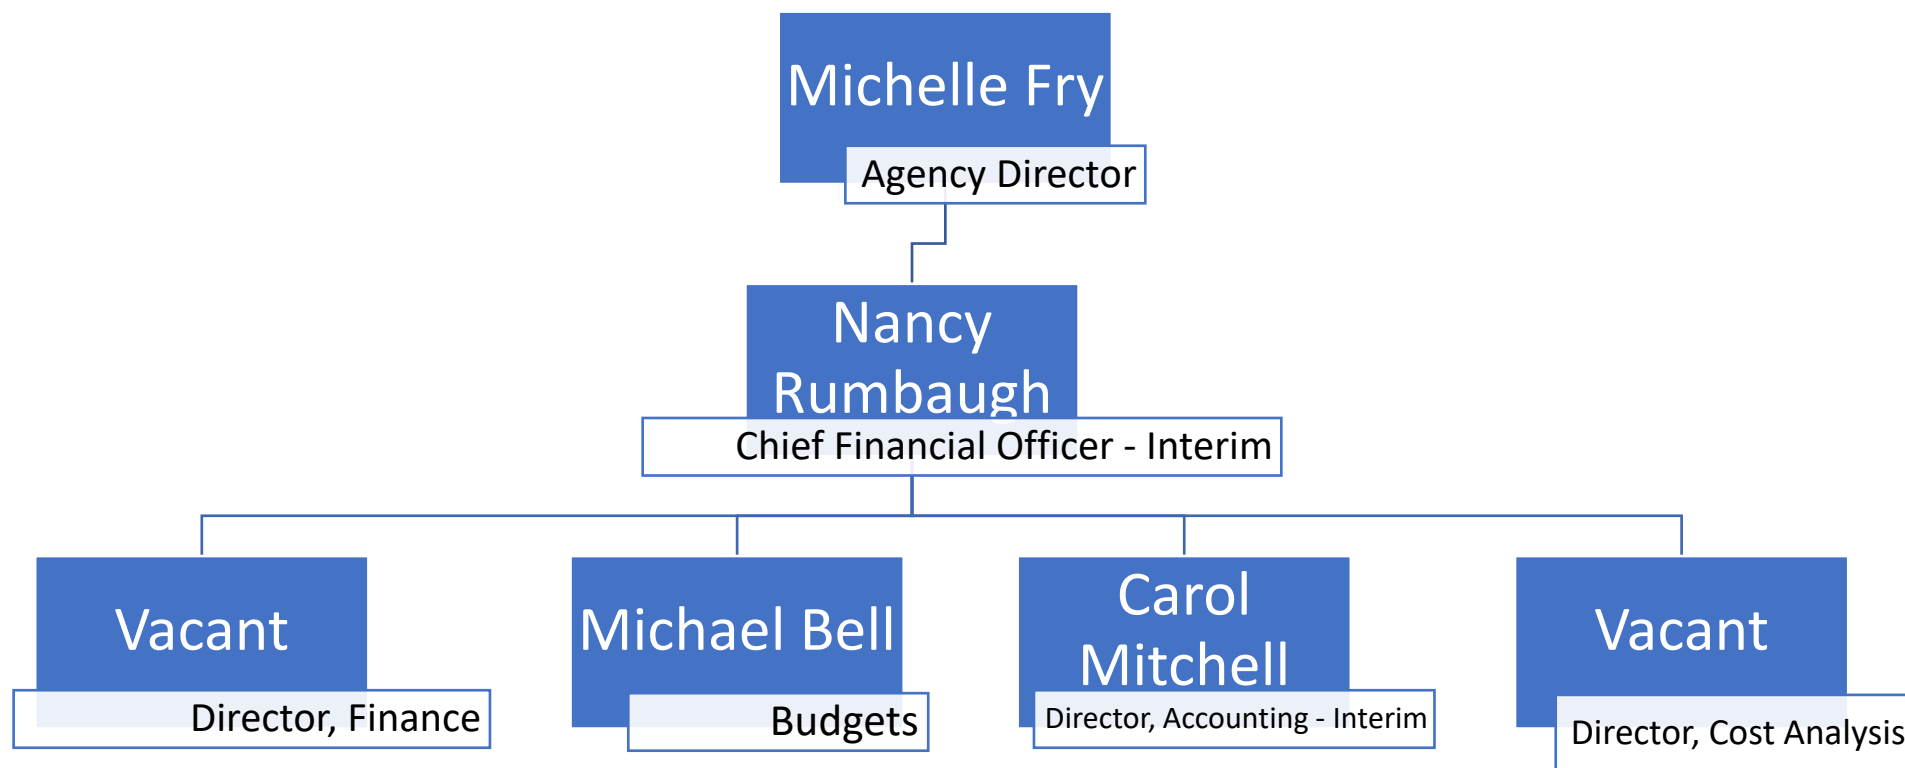 Michelle Fry
Agency Director
Nancy
Rumbaugh
Chief Financial Officer - Interim
Vacant
Director, Finance
Michael Bell
Budgets
Carol
Mitchell
Director, Accounting - Interim
Vacant
Director, Cost Analysis